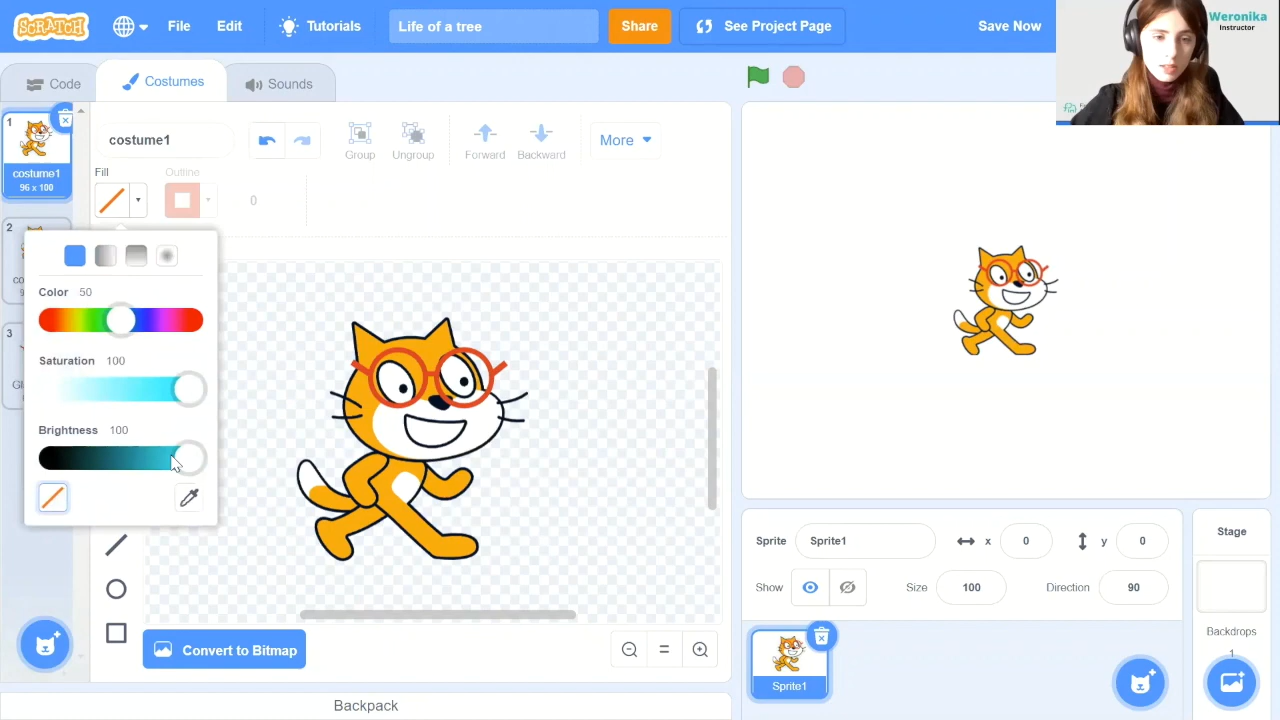 SCRATCH
File
Edit
Tutorials
Life of a tree
Share
See Project Page
Save Now
Weronika
Instructor
Code
Costumes
Sounds
1
costume1
96 x 100
2
co
3
costume1
Group
Ungroup
Forward
Backward
More
Fill
Outline
0
Color 50
Saturation 100
Brightness 100
Convert to Bitmap
Backpack
Sprite
Sprite1
x
0
y
0
Show
Size
100
Direction
90
Sprite1
Stage
Backdrops
1